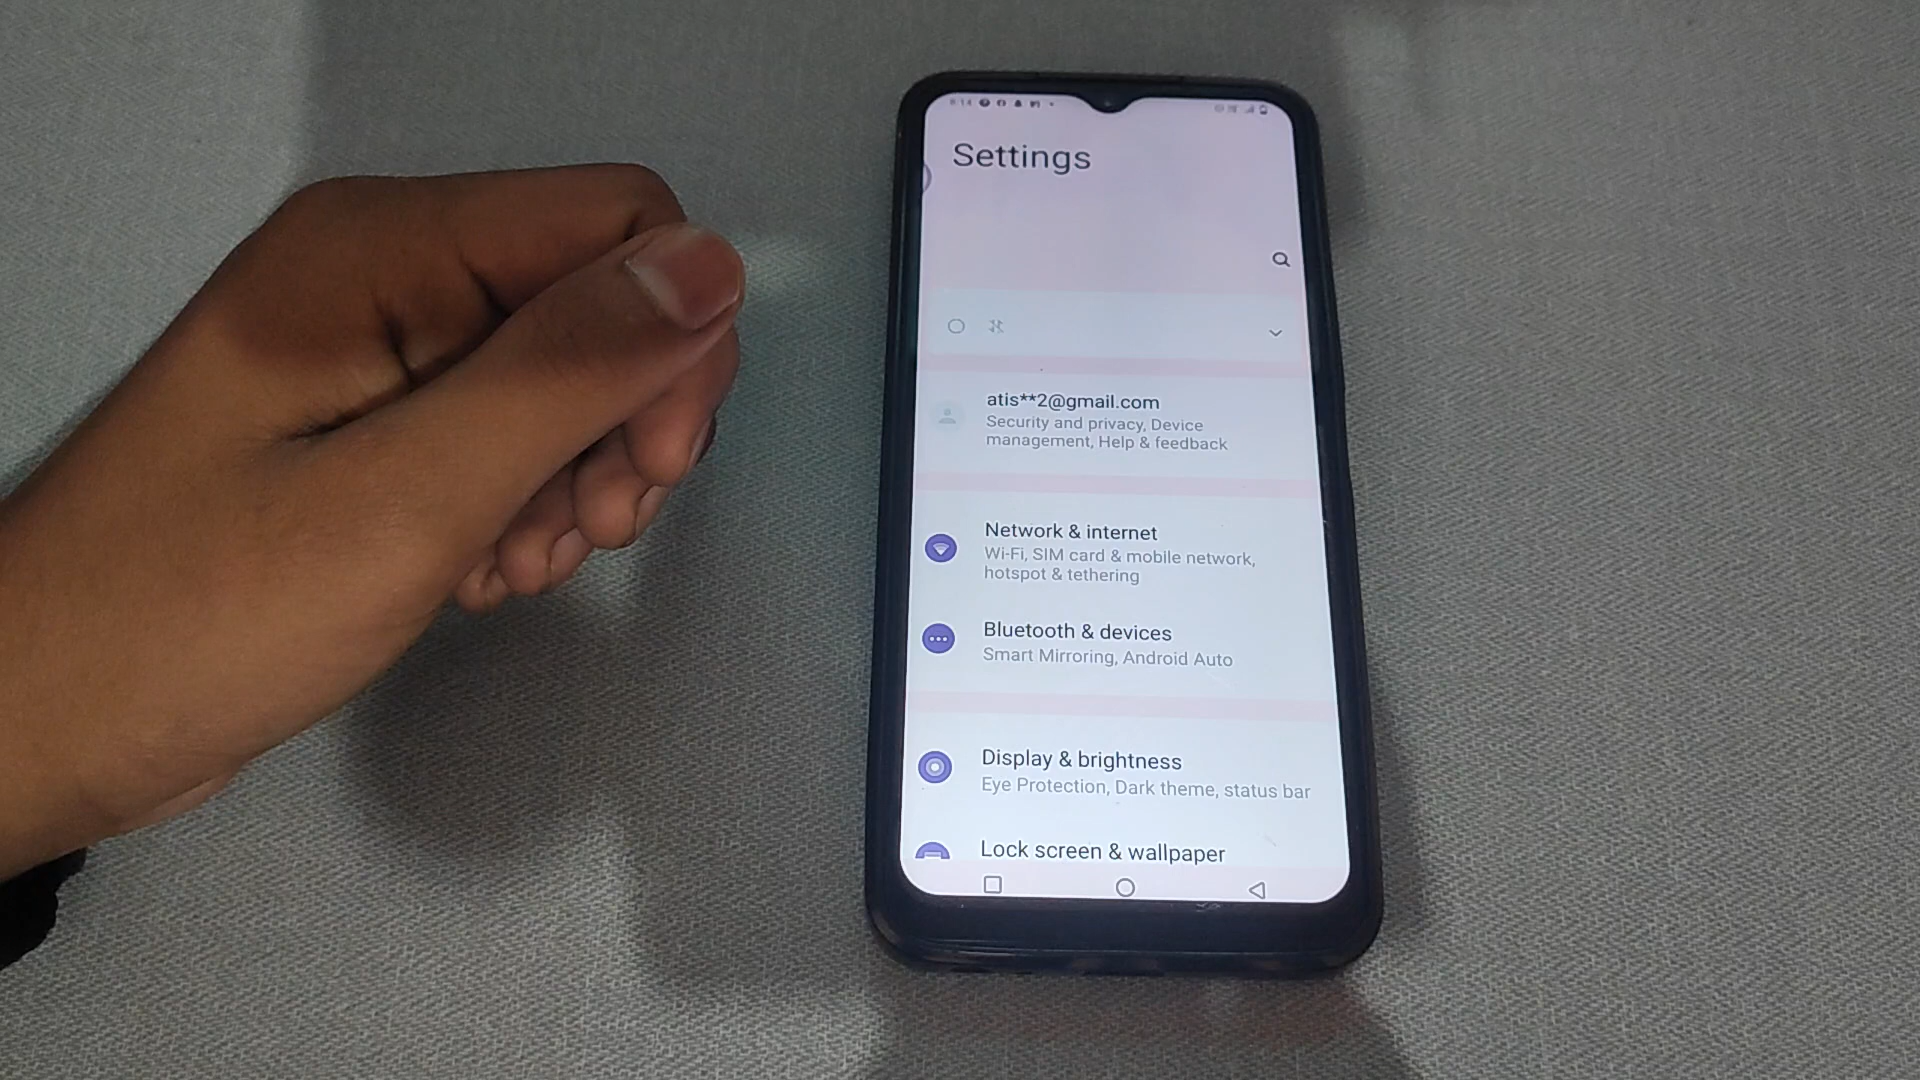 8:14
Settings
atis**2@gmail.com
Security and privacy, Device
management, Help & feedback
Network & internet
Wi-Fi, SIM card & mobile network,
hotspot & tethering
Bluetooth & devices
Smart Mirroring, Android Auto
Display & brightness
Eye Protection, Dark theme, status bar
Lock screen & wallpaper